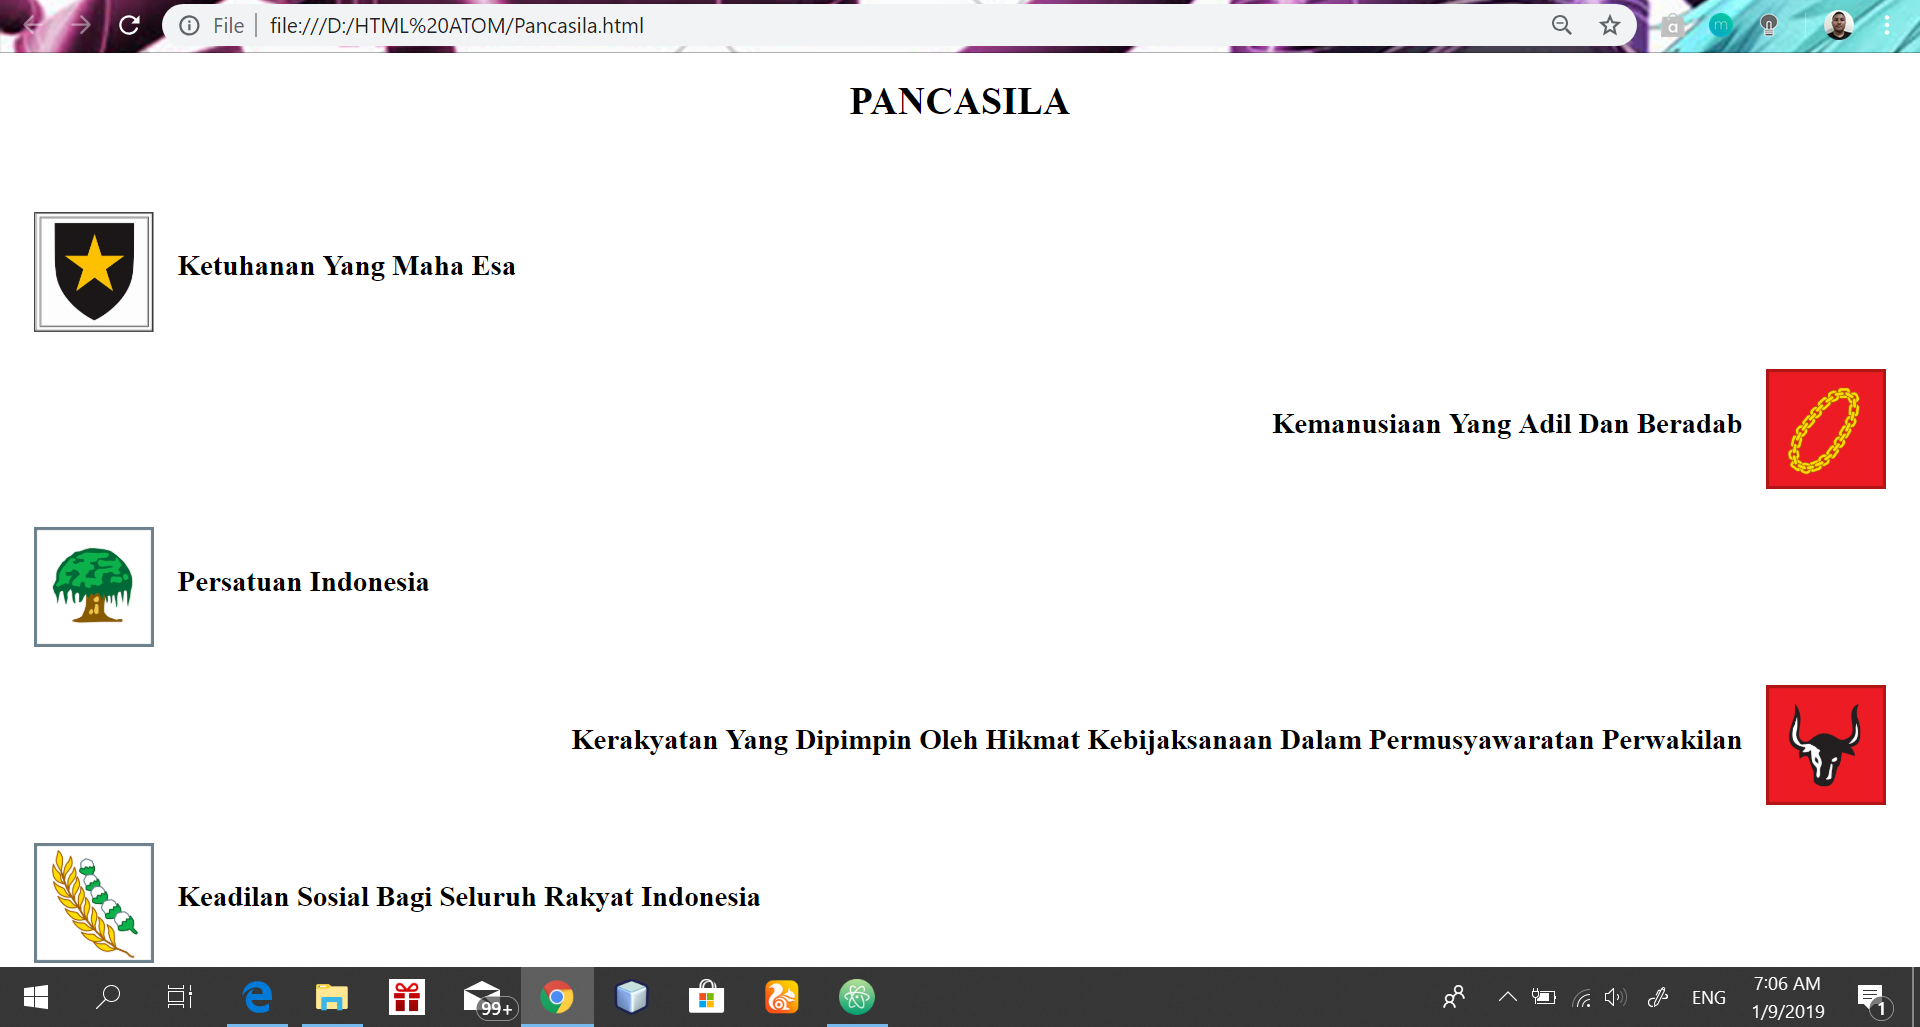 File
file:///D:/HTML%20ATOM/Pancasila.html
a
m
PANCASILA
Ketuhanan Yang Maha Esa
Kemanusiaan Yang Adil Dan Beradab
Persatuan Indonesia
Kerakyatan Yang Dipimpin Oleh Hikmat Kebijaksanaan Dalam Permusyawaratan Perwakilan
Keadilan Sosial Bagi Seluruh Rakyat Indonesia
99+
ENG
7:06 AM
1/9/2019
1